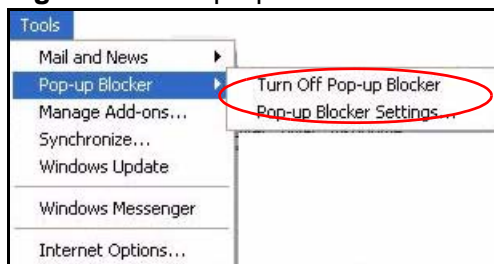 Tools
Mail and News
Pop-up Blocker
Turn Off Pop-up Blocker
Manage Add-ons...
Pop-up Blocker Settings...
Synchronize...
Windows Update
Windows Messenger
Internet Options...